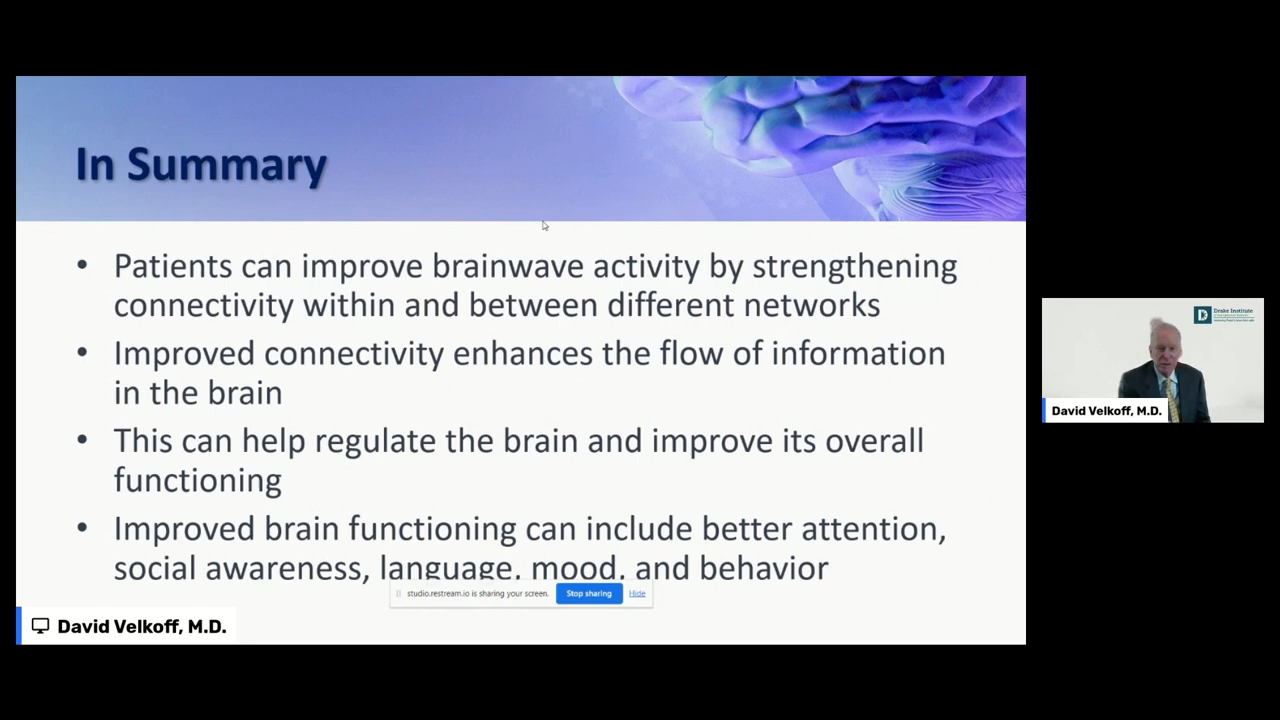 In Summary
• Patients can improve brainwave activity by strengthening
connectivity within and between different networks
• Improved connectivity enhances the flow of information
in the brain
• This can help regulate the brain and improve its overall
functioning
• Improved brain functioning can include better attention,
social awareness, language, mood, and behavior
studio.restream.io is sharing your screen.
Stop sharing
Hide
David Velkoff, M.D.
Drake Institute
David Velkoff, M.D.